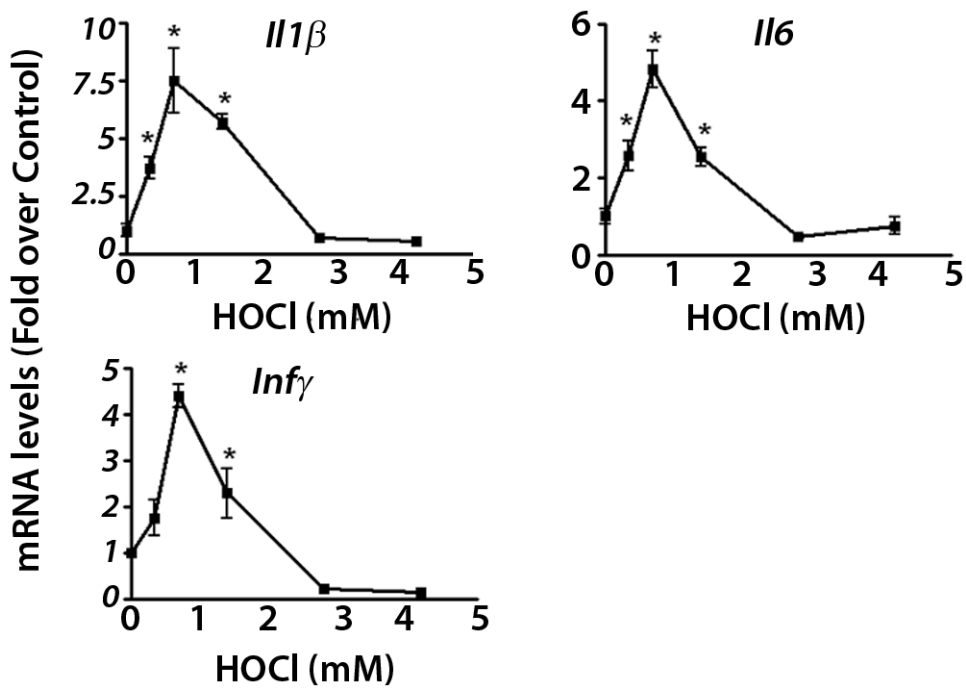 mRNA levels (Fold over Control)
Il1β
10
7.5
5
2.5
0
* * *
0 1 2 3 4 5
HOCl (mM)
Il6
6
4
2
0
* * *
0 1 2 3 4 5
HOCl (mM)
Infγ
5
4
3
2
1
0
* *
0 1 2 3 4 5
HOCl (mM)